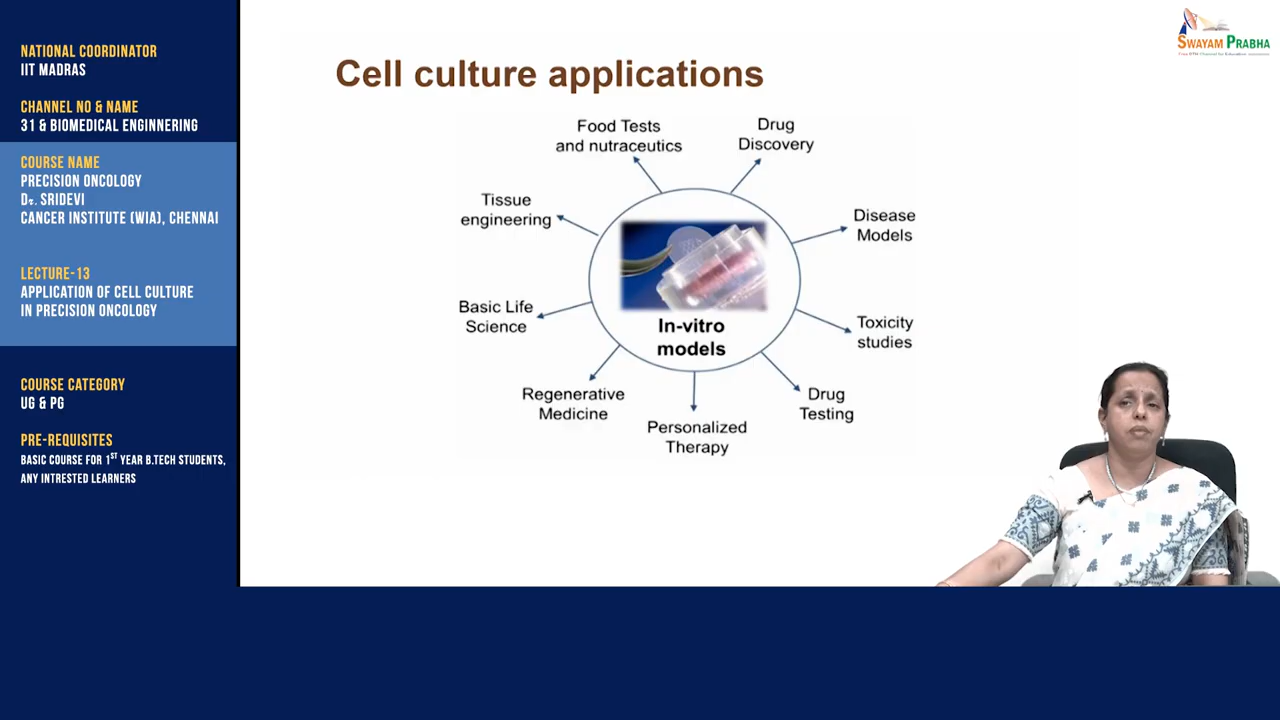 NATIONAL COORDINATOR
IIT MADRAS
CHANNEL NO & NAME
31 & BIOMEDICAL ENGINNERING
COURSE NAME
PRECISION ONCOLOGY
Dr. SRIDEVI
CANCER INSTITUTE (WIA), CHENNAI
LECTURE-13
APPLICATION OF CELL CULTURE
IN PRECISION ONCOLOGY
COURSE CATEGORY
UG & PG
PRE-REQUISITES
BASIC COURSE FOR 1ST YEAR B.TECH STUDENTS,
ANY INTRESTED LEARNERS
Cell culture applications
Food Tests
and nutraceutics
Drug
Discovery
Tissue
engineering
Disease
Models
Basic Life
Science
In-vitro
models
Toxicity
studies
Regenerative
Medicine
Personalized
Therapy
Drug
Testing
SWAYAM PRABHA